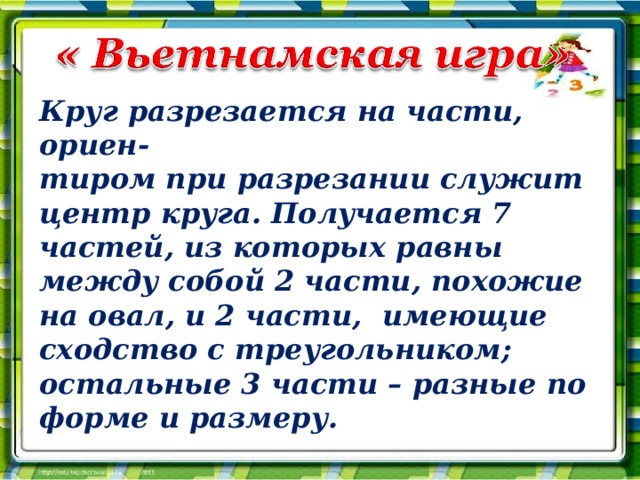 « Вьетнамская игра»
Круг разрезается на части,
ориен-
тиром при разрезании служит
центр круга. Получается 7
частей, из которых равны
между собой 2 части, похожие
на овал, и 2 части, имеющие
сходство с треугольником;
остальные 3 части – разные по
форме и размеру.